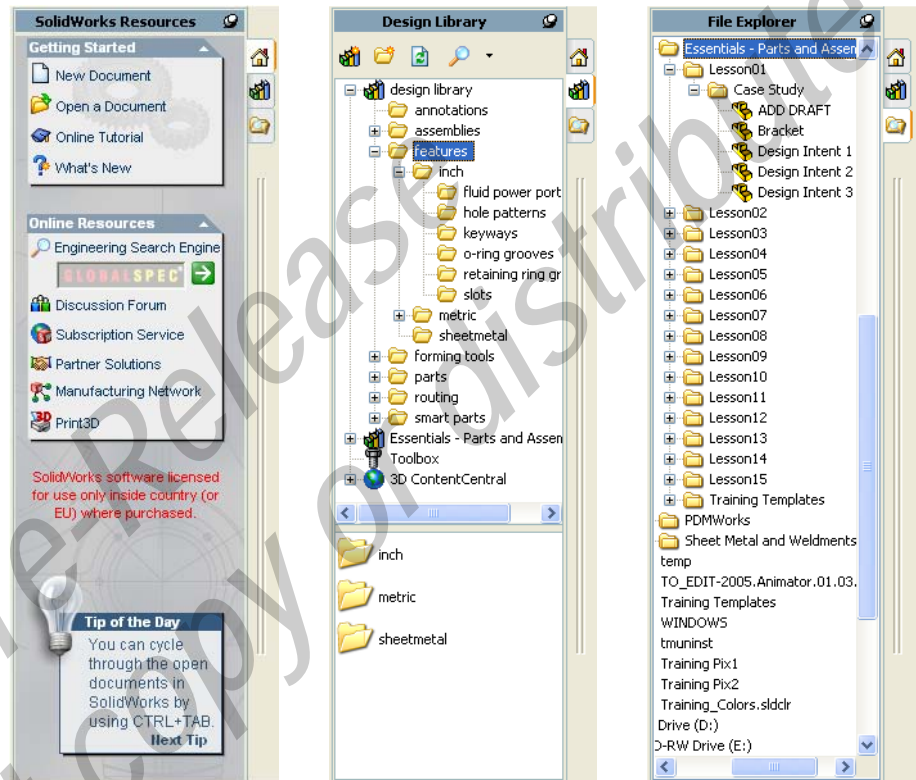 SolidWorks Resources
Getting Started
New Document
Open a Document
Online Tutorial
What's New
Online Resources
Engineering Search Engine
GLOBALSPEC
Discussion Forum
Subscription Service
Partner Solutions
Manufacturing Network
Print3D
SolidWorks software licensed
for use only inside country (or
EU) where purchased.
Tip of the Day
You can cycle
through the open
documents in
SolidWorks by
using CTRL+TAB.
Next Tip
Design Library
design library
annotations
assemblies
features
inch
fluid power port
hole patterns
keyways
o-ring grooves
retaining ring gr
slots
metric
sheetmetal
forming tools
parts
routing
smart parts
Essentials - Parts and Assen
Toolbox
3D ContentCentral
inch
metric
sheetmetal
File Explorer
Essentials - Parts and Assen
Lesson01
Case Study
ADD DRAFT
Bracket
Design Intent 1
Design Intent 2
Design Intent 3
Lesson02
Lesson03
Lesson04
Lesson05
Lesson06
Lesson07
Lesson08
Lesson09
Lesson10
Lesson11
Lesson12
Lesson13
Lesson14
Lesson15
Training Templates
PDMWorks
Sheet Metal and Weldments
temp
TO_EDIT-2005.Animator.01.03.
Training Templates
WINDOWS
tmuninst
Training Pix1
Training Pix2
Training_Colors.sldclr
Drive (D:)
D-RW Drive (E:)
e-Release
t copy or distribute